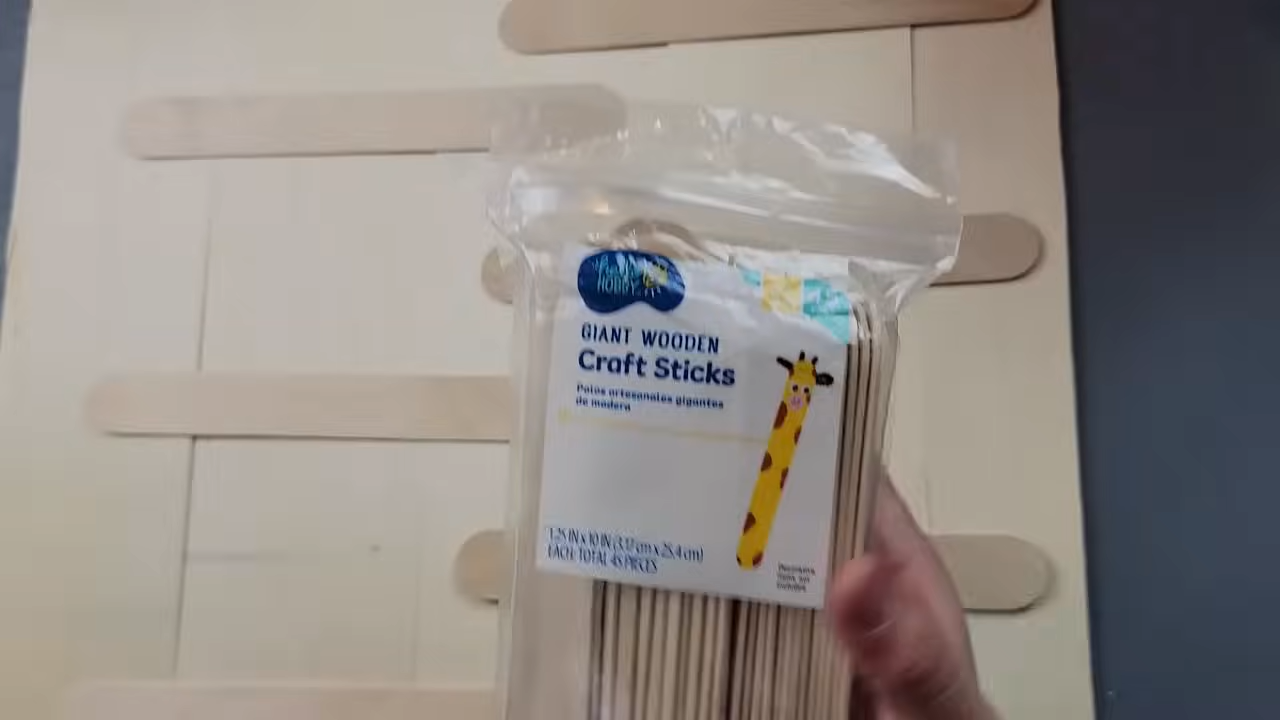 HOBBY
GIANT WOODEN
Craft Sticks
Palos artesanales gigantes
de madera
1.25 IN x 10 IN (3.17 cm x 25.4 cm)
EACH: TOTAL 45 PIECES